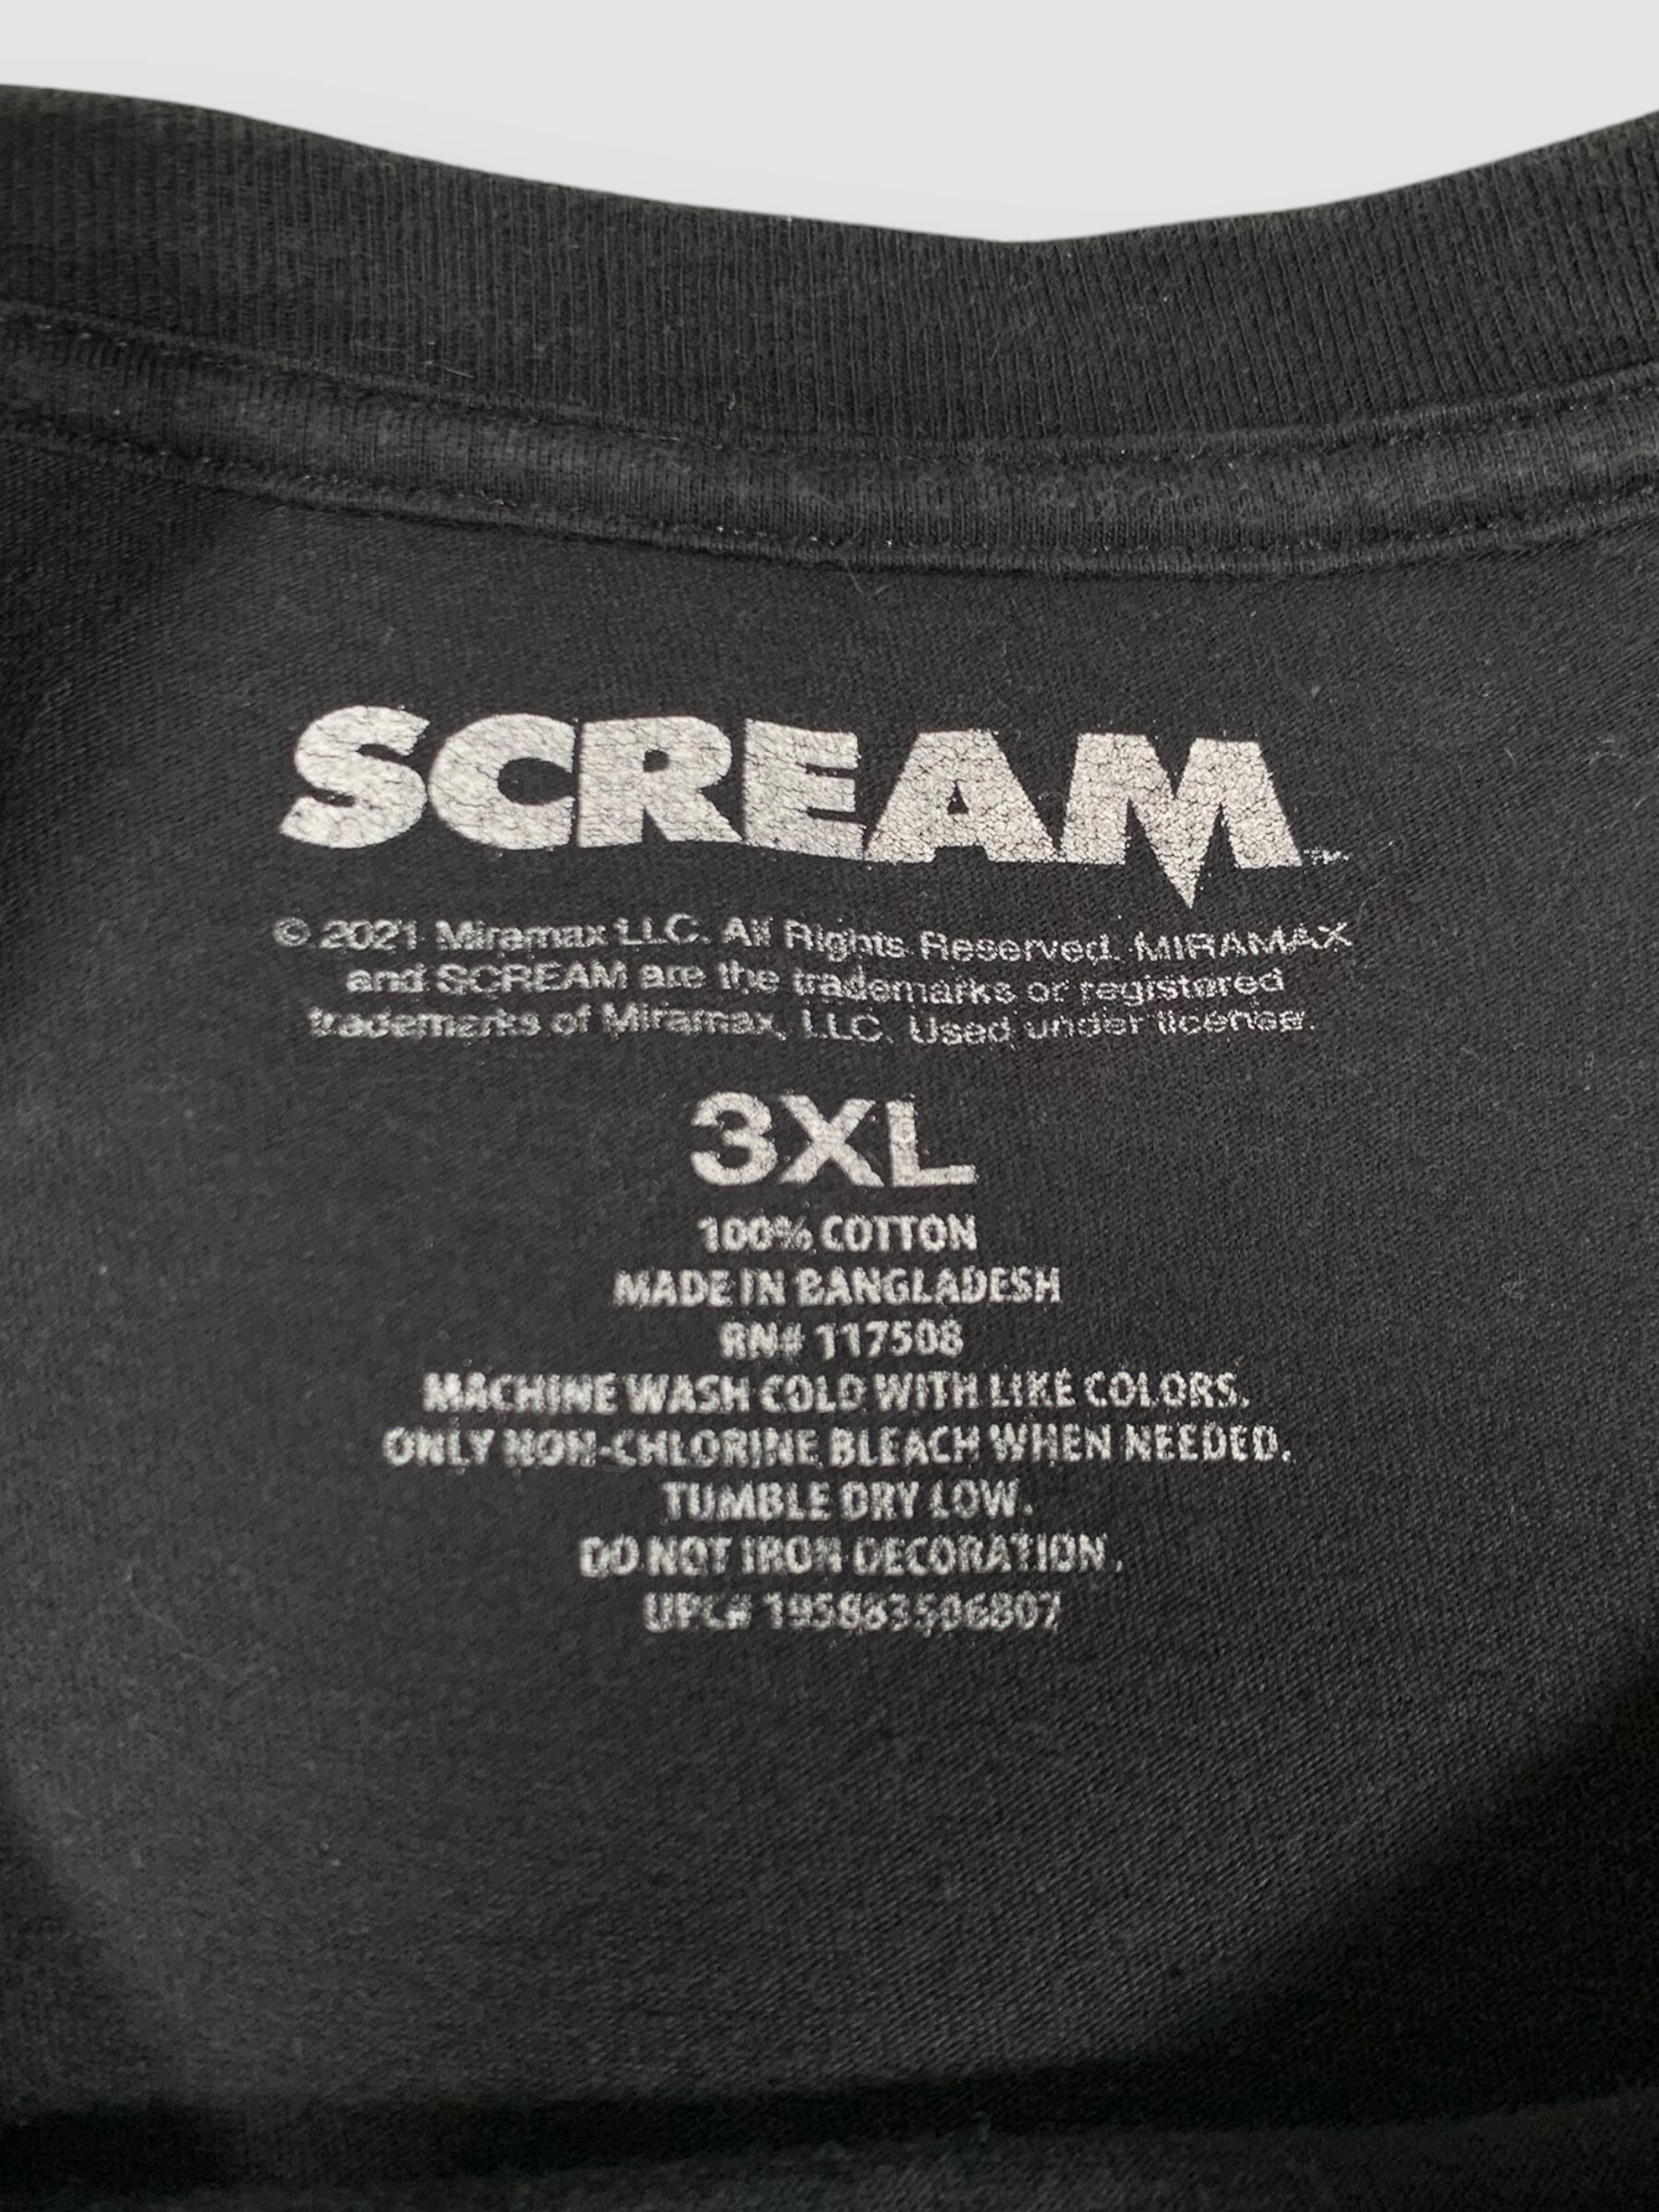 SCREAM™
© 2021 Miramax LLC. All Rights Reserved. MIRAMAX
and SCREAM are the trademarks or registered
trademarks of Miramax, LLC. Used under license.
3XL
100% COTTON
MADE IN BANGLADESH
RN# 117508
MACHINE WASH COLD WITH LIKE COLORS.
ONLY NON-CHLORINE BLEACH WHEN NEEDED.
TUMBLE DRY LOW.
DO NOT IRON DECORATION.
UPC#